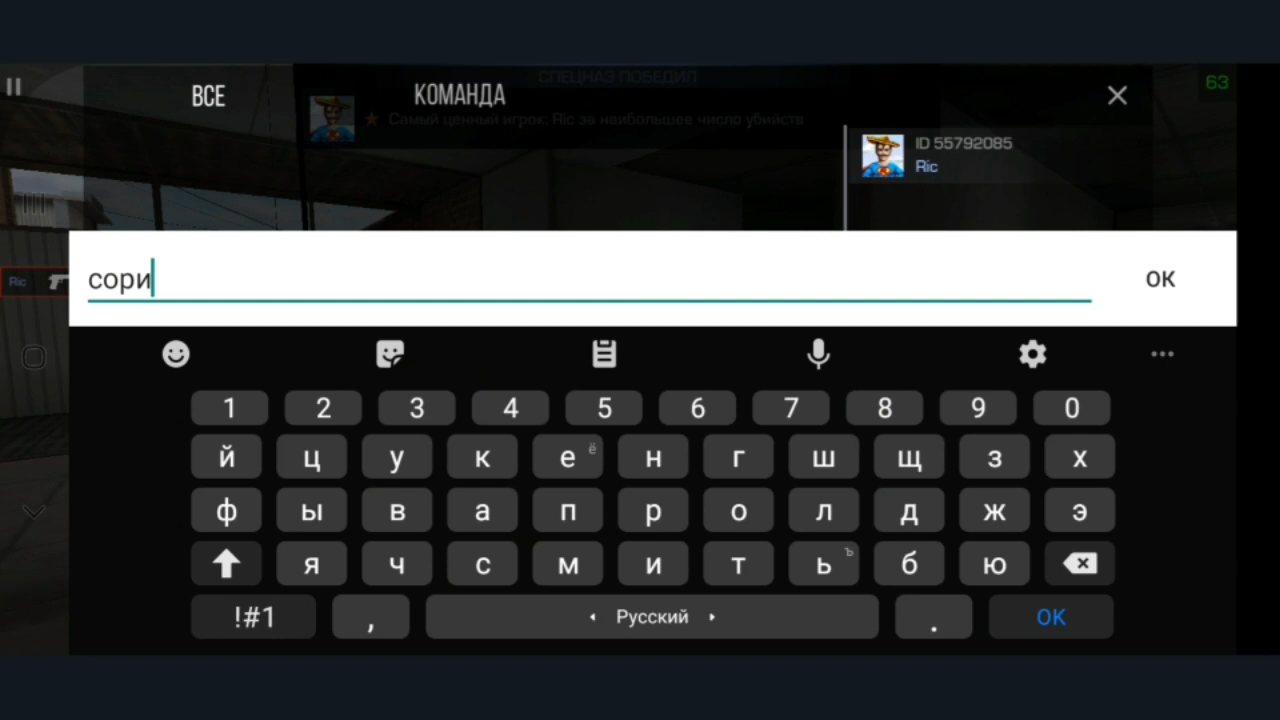 СПЕЦНАЗ ПОБЕДИЛ
63
ВСЕ
КОМАНДА
Самый ценный игрок: Ric за наибольшее число убийств
ID 55792085
Ric
Ric
сори
ОК
1 2 3 4 5 6 7 8 9 0
й ц у к е ё н г ш щ з х
ф ы в а п р о л д ж э
я ч с м и т ь ъ б ю
!#1 , Русский . ОК